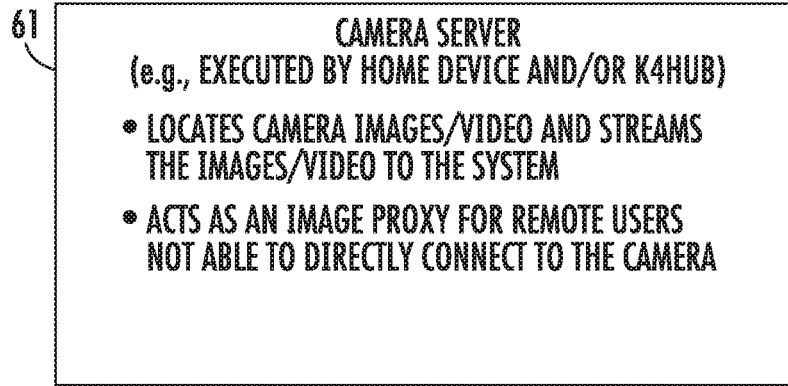 61
CAMERA SERVER
(e.g., EXECUTED BY HOME DEVICE AND/OR K4HUB)
• LOCATES CAMERA IMAGES/VIDEO AND STREAMS
THE IMAGES/VIDEO TO THE SYSTEM
• ACTS AS AN IMAGE PROXY FOR REMOTE USERS
NOT ABLE TO DIRECTLY CONNECT TO THE CAMERA